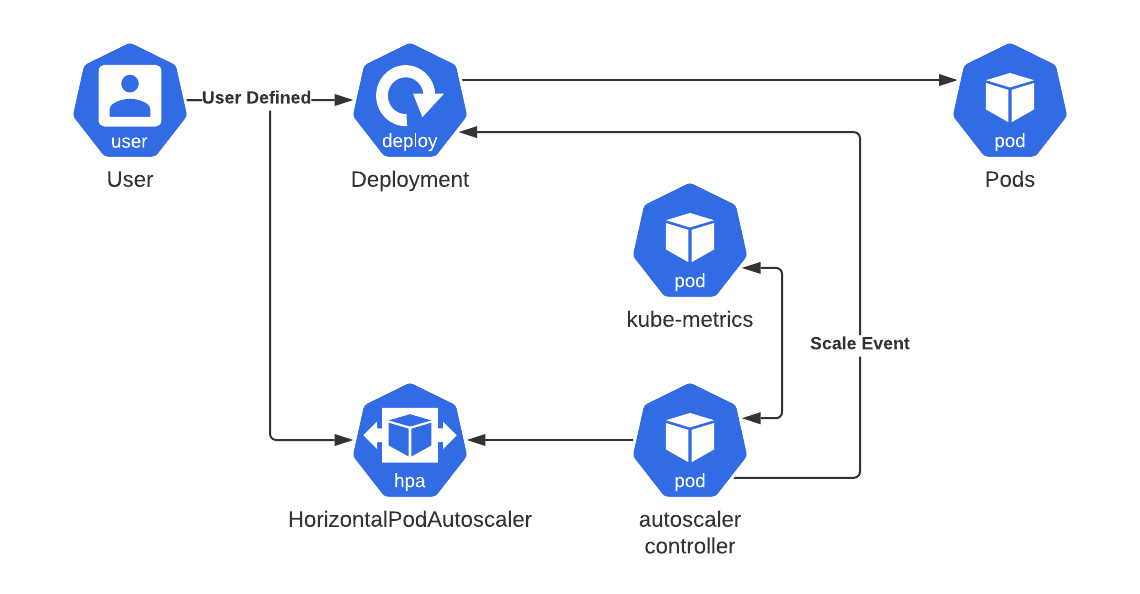 User Defined
user
deploy
pod
User
Deployment
Pods
pod
kube-metrics
Scale Event
hpa
pod
HorizontalPodAutoscaler
autoscaler
controller